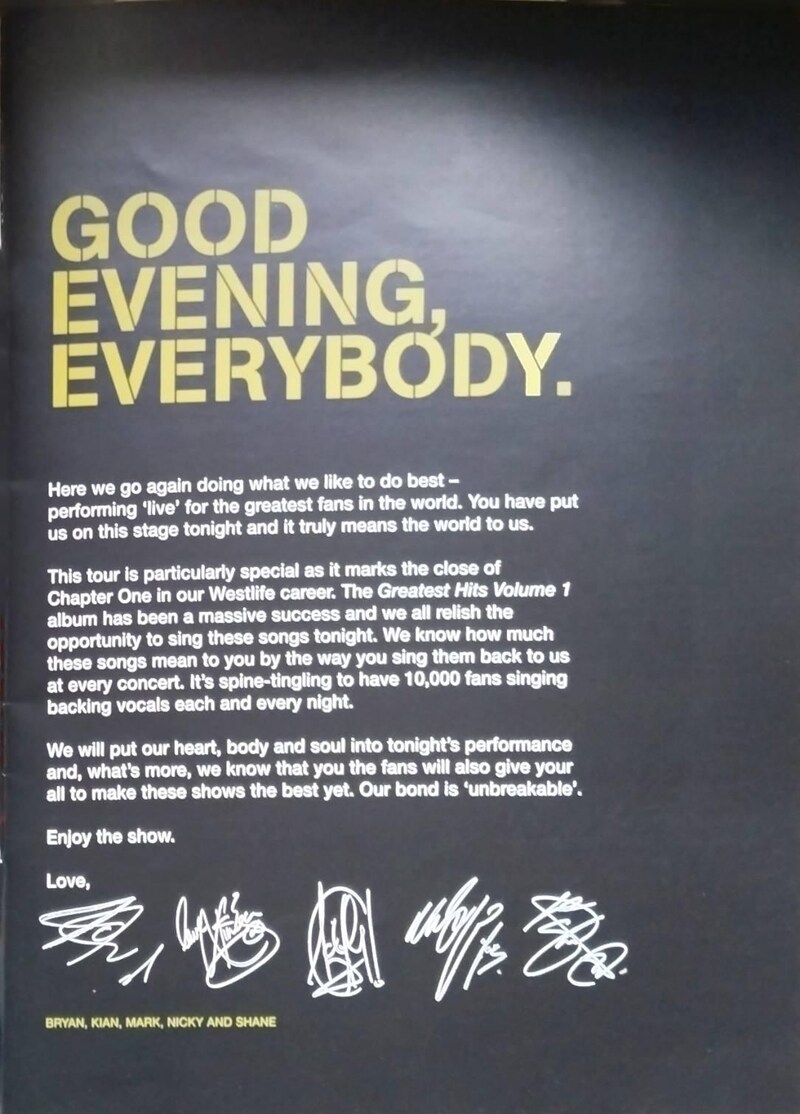 GOOD
EVENING,
EVERYBODY.
Here we go again doing what we like to do best –
performing ‘live’ for the greatest fans in the world. You have put
us on this stage tonight and it truly means the world to us.
This tour is particularly special as it marks the close of
Chapter One in our Westlife career. The Greatest Hits Volume 1
album has been a massive success and we all relish the
opportunity to sing these songs tonight. We know how much
these songs mean to you by the way you sing them back to us
at every concert. It’s spine-tingling to have 10,000 fans singing
backing vocals each and every night.
We will put our heart, body and soul into tonight’s performance
and, what’s more, we know that you the fans will also give your
all to make these shows the best yet. Our bond is ‘unbreakable’.
Enjoy the show.
Love,
BRYAN, KIAN, MARK, NICKY AND SHANE